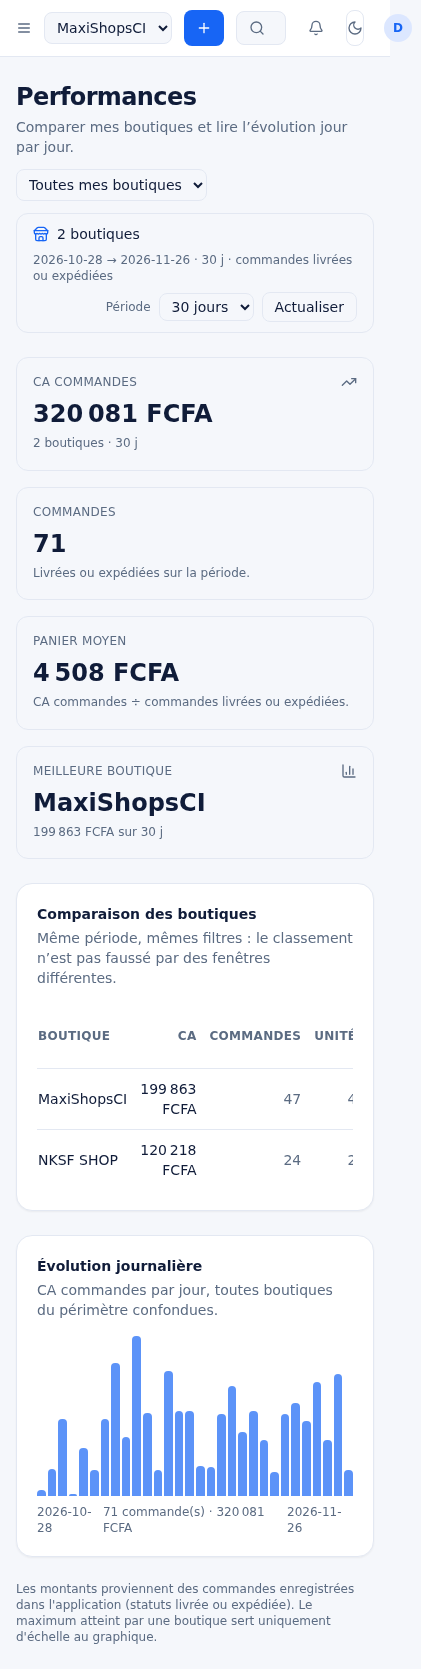 MaxiShopsCI
D
Performances
Comparer mes boutiques et lire l’évolution jour
par jour.
Toutes mes boutiques
2 boutiques
2026-10-28 → 2026-11-26 · 30 j · commandes livrées
ou expédiées
Période 30 jours Actualiser
CA COMMANDES
320 081 FCFA
2 boutiques · 30 j
COMMANDES
71
Livrées ou expédiées sur la période.
PANIER MOYEN
4 508 FCFA
CA commandes ÷ commandes livrées ou expédiées.
MEILLEURE BOUTIQUE
MaxiShopsCI
199 863 FCFA sur 30 j
Comparaison des boutiques
Même période, mêmes filtres : le classement
n’est pas faussé par des fenêtres
différentes.
BOUTIQUE CA COMMANDES UNITÉ
MaxiShopsCI 199 863 FCFA 47
NKSF SHOP 120 218 FCFA 24
Évolution journalière
CA commandes par jour, toutes boutiques
du périmètre confondues.
2026-10-28
71 commande(s) · 320 081 FCFA
2026-11-26
Les montants proviennent des commandes enregistrées
dans l'application (statuts livrée ou expédiée). Le
maximum atteint par une boutique sert uniquement
d'échelle au graphique.